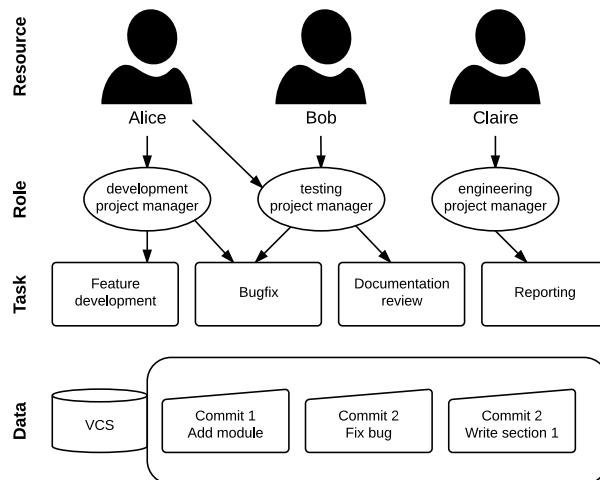 Resource
Alice
Bob
Claire
Role
development
project manager
testing
project manager
engineering
project manager
Task
Feature
development
Bugfix
Documentation
review
Reporting
Data
VCS
Commit 1
Add module
Commit 2
Fix bug
Commit 2
Write section 1